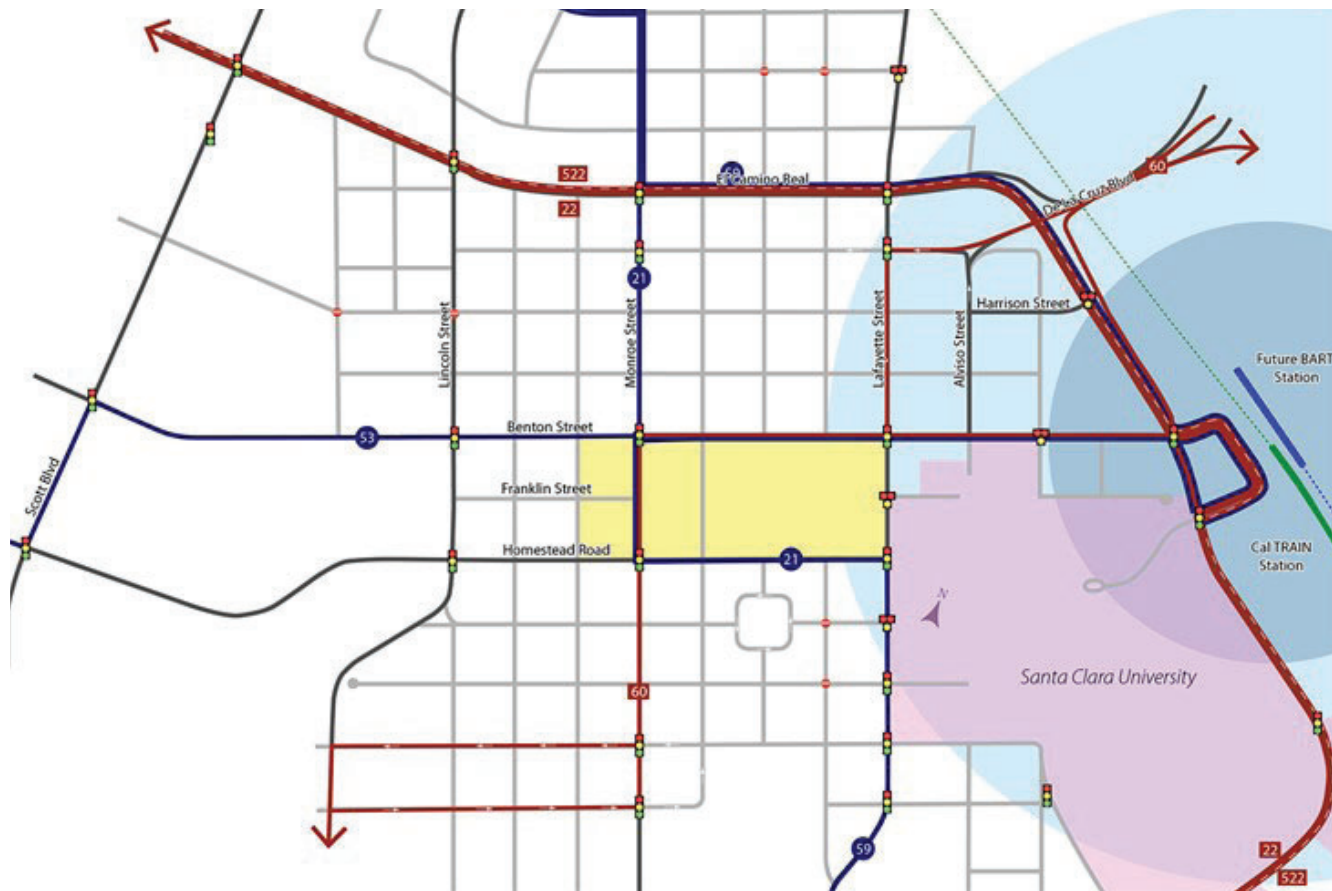 522
22
59
El Camino Real
60
De La Cruz Blvd
21
Lincoln Street
Monroe Street
Lafayette Street
Alviso Street
Harrison Street
Future BART
Station
53
Benton Street
Scott Blvd
Franklin Street
Homestead Road
21
Cal TRAIN
Station
N
Santa Clara University
60
59
22
522